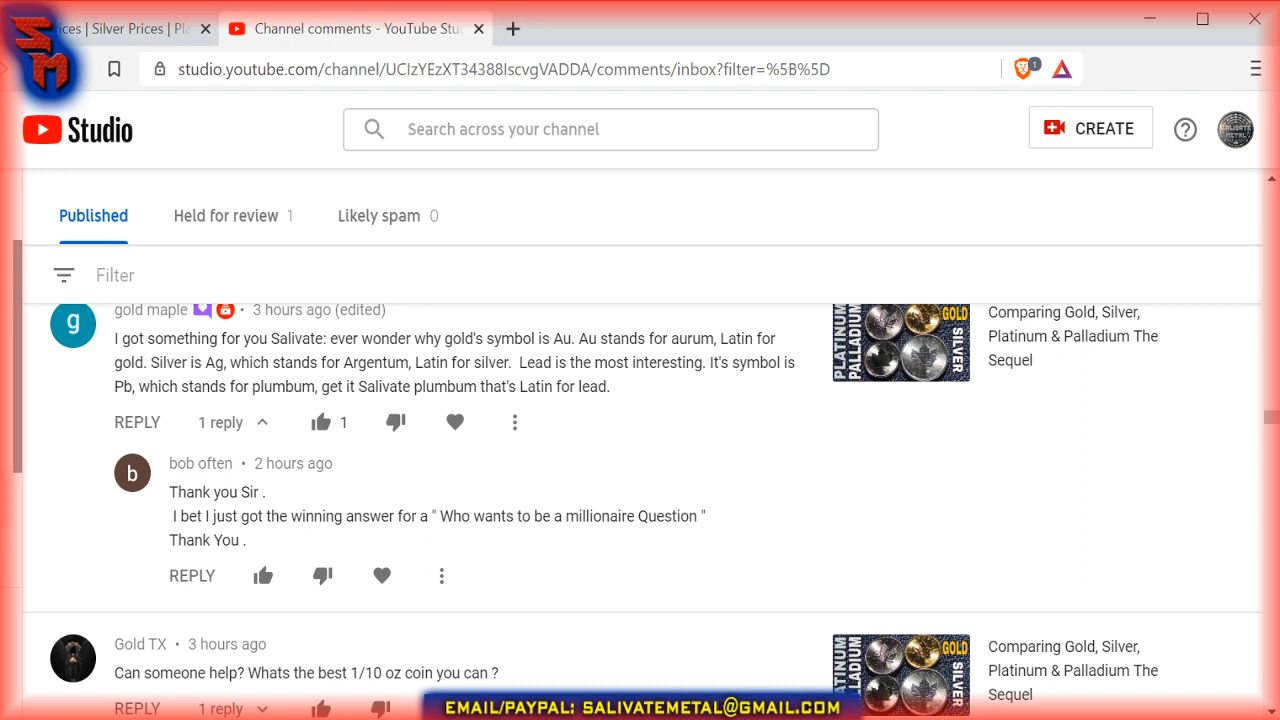 SM
ices | Silver Prices | Pla
Channel comments - YouTube Stu
studio.youtube.com/channel/UCIzYEzXT34388IscvgVADDA/comments/inbox?filter=%5B%5D
1
Studio
Search across your channel
CREATE
SALIVATE METAL
Published
Held for review 1
Likely spam 0
Filter
gold maple • 3 hours ago (edited)
g
I got something for you Salivate: ever wonder why gold's symbol is Au. Au stands for aurum, Latin for
gold. Silver is Ag, which stands for Argentum, Latin for silver.  Lead is the most interesting. It's symbol is
Pb, which stands for plumbum, get it Salivate plumbum that's Latin for lead.
REPLY 1 reply 1
PLATINUM
PALLADIUM
GOLD
SILVER
Comparing Gold, Silver,
Platinum & Palladium The
Sequel
b
bob often • 2 hours ago
Thank you Sir .
I bet I just got the winning answer for a " Who wants to be a millionaire Question "
Thank You .
REPLY
Gold TX • 3 hours ago
Can someone help? Whats the best 1/10 oz coin you can ?
REPLY 1 reply
PLATINUM
PALLADIUM
GOLD
SILVER
Comparing Gold, Silver,
Platinum & Palladium The
Sequel
EMAIL/PAYPAL: SALIVATEMETAL@GMAIL.COM